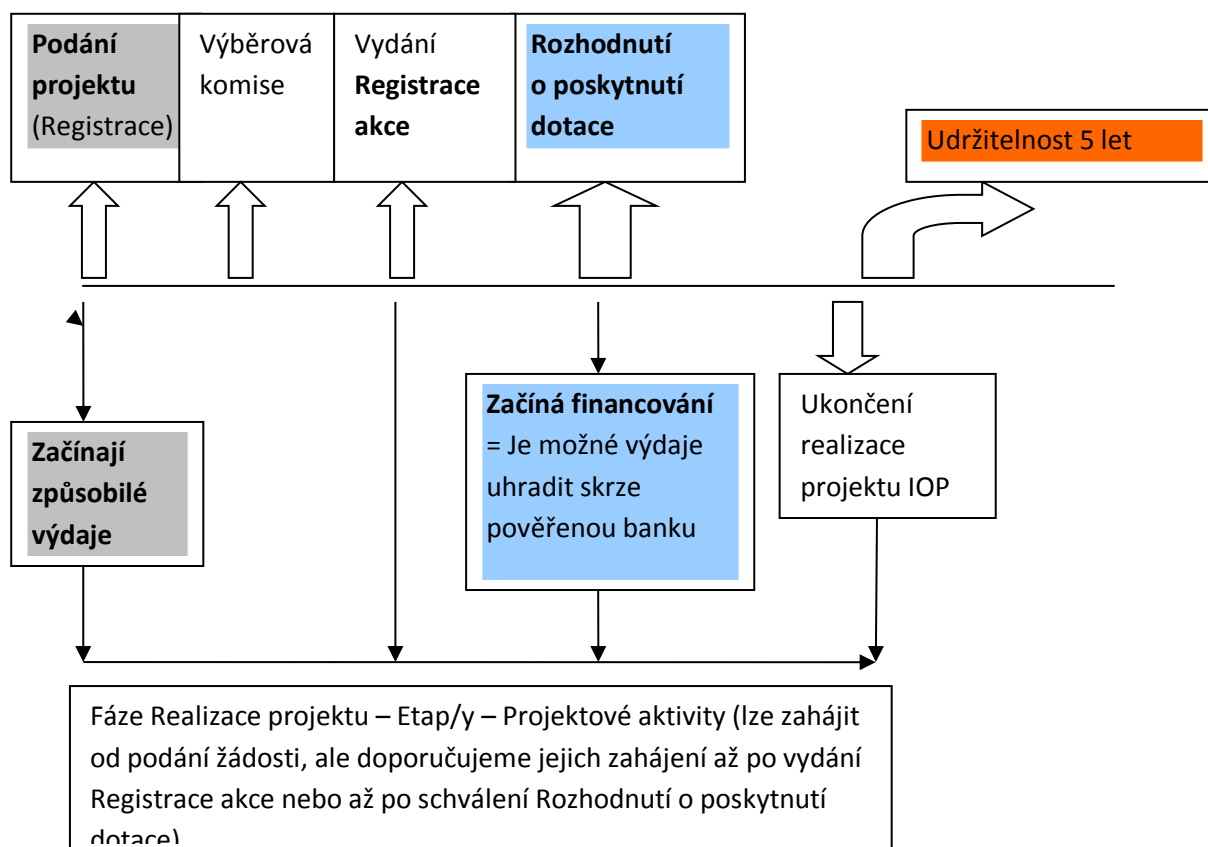 Podání
projektu
(Registrace)
Výběrová
komise
Vydání
Registrace
akce
Rozhodnutí
o poskytnutí
dotace
Udržitelnost 5 let
Začínají
způsobilé
výdaje
Začíná financování
= Je možné výdaje
uhradit skrze
pověřenou banku
Ukončení
realizace
projektu IOP
Fáze Realizace projektu – Etap/y – Projektové aktivity (lze zahájit
od podání žádosti, ale doporučujeme jejich zahájení až po vydání
Registrace akce nebo až po schválení Rozhodnutí o poskytnutí
dotace)